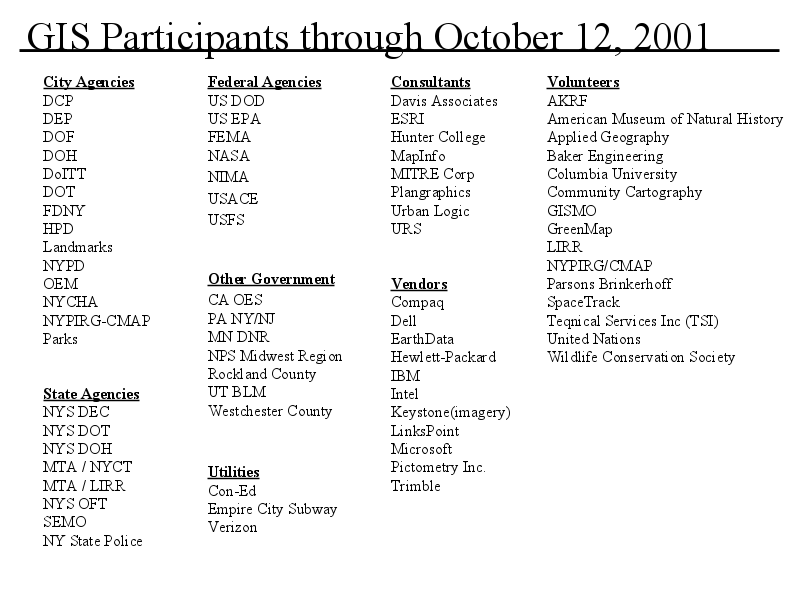 GIS Participants through October 12, 2001
City Agencies
DCP
DEP
DOF
DOH
DoITT
DOT
FDNY
HPD
Landmarks
NYPD
OEM
NYCHA
NYPIRG-CMAP
Parks
State Agencies
NYS DEC
NYS DOT
NYS DOH
MTA / NYCT
MTA / LIRR
NYS OFT
SEMO
NY State Police
Federal Agencies
US DOD
US EPA
FEMA
NASA
NIMA
USACE
USFS
Other Government
CA OES
PA NY/NJ
MN DNR
NPS Midwest Region
Rockland County
UT BLM
Westchester County
Utilities
Con-Ed
Empire City Subway
Verizon
Consultants
Davis Associates
ESRI
Hunter College
MapInfo
MITRE Corp
Plangraphics
Urban Logic
URS
Vendors
Compaq
Dell
EarthData
Hewlett-Packard
IBM
Intel
Keystone(imagery)
LinksPoint
Microsoft
Pictometry Inc.
Trimble
Volunteers
AKRF
American Museum of Natural History
Applied Geography
Baker Engineering
Columbia University
Community Cartography
GISMO
GreenMap
LIRR
NYPIRG/CMAP
Parsons Brinkerhoff
SpaceTrack
Teqnical Services Inc (TSI)
United Nations
Wildlife Conservation Society